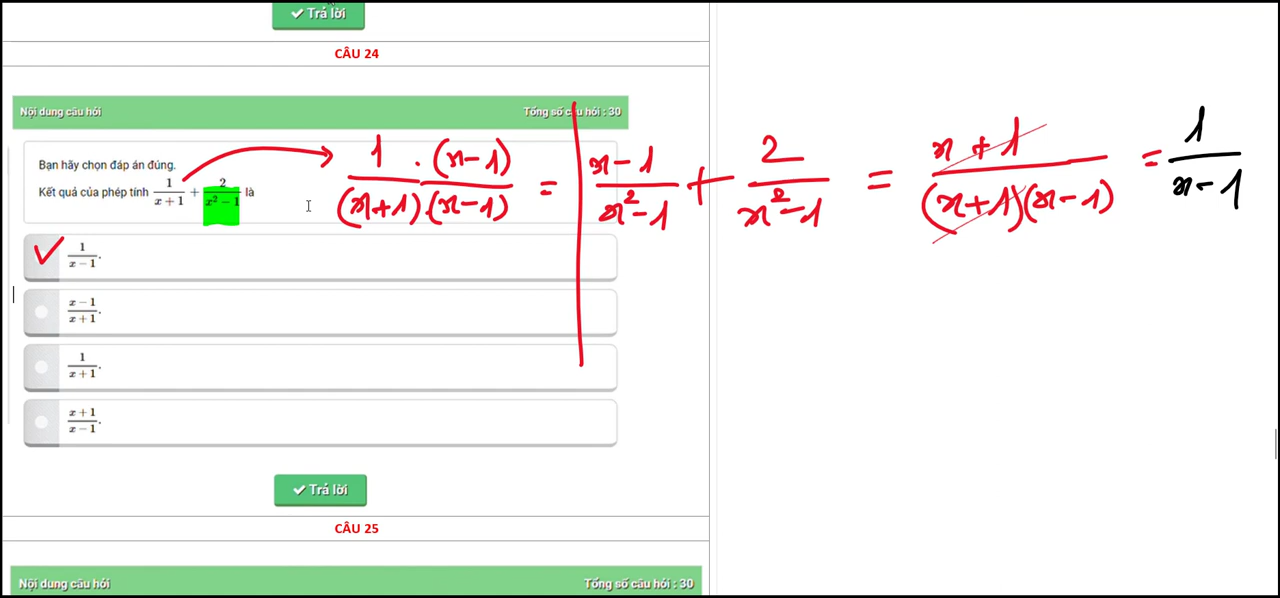 ✔ Trả lời
CÂU 24
Nội dung câu hỏi Tổng số câu hỏi : 30
Bạn hãy chọn đáp án đúng.
Kết quả của phép tính 1/(x+1) + 2/(x² − 1) là
1.(x-1)/(x+1).(x-1) = x-1/x²-1 + 2/x²-1 = x+1/(x+1)(x-1) = 1/x-1
✓ 1/(x − 1).
(x − 1)/(x + 1).
1/(x + 1).
(x + 1)/(x − 1).
✔ Trả lời
CÂU 25
Nội dung câu hỏi Tổng số câu hỏi : 30